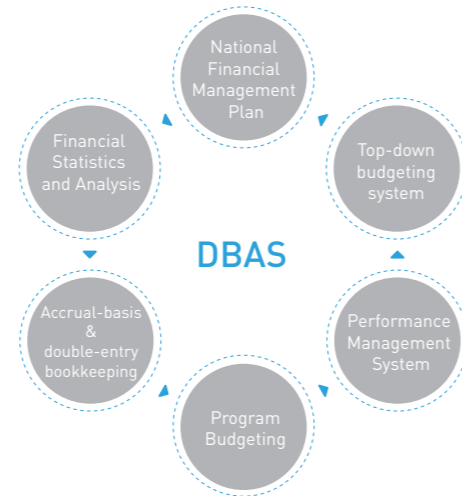 National
Financial
Management
Plan
Financial
Statistics
and Analysis
Top-down
budgeting
system
DBAS
Accrual-basis
&
double-entry
bookkeeping
Performance
Management
System
Program
Budgeting